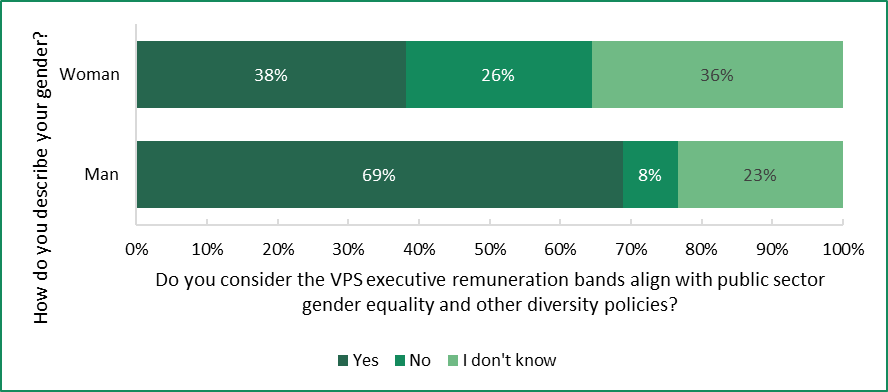 How do you describe your gender?
Woman
38%
26%
36%
Man
69%
8%
23%
0%
10%
20%
30%
40%
50%
60%
70%
80%
90%
100%
Do you consider the VPS executive remuneration bands align with public sector
gender equality and other diversity policies?
Yes
No
I don't know